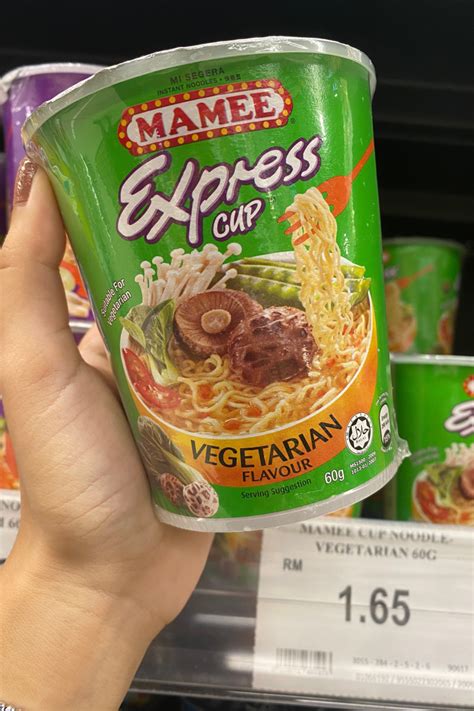 MI SEGERA
INSTANT NOODLES •
MAMEE
Express
CUP
Suitable For
Vegetarian
VEGETARIAN
FLAVOUR
Serving Suggestion
60g
MAMEE CUP NOODLE-
VEGETARIAN 60G
RM
1.65